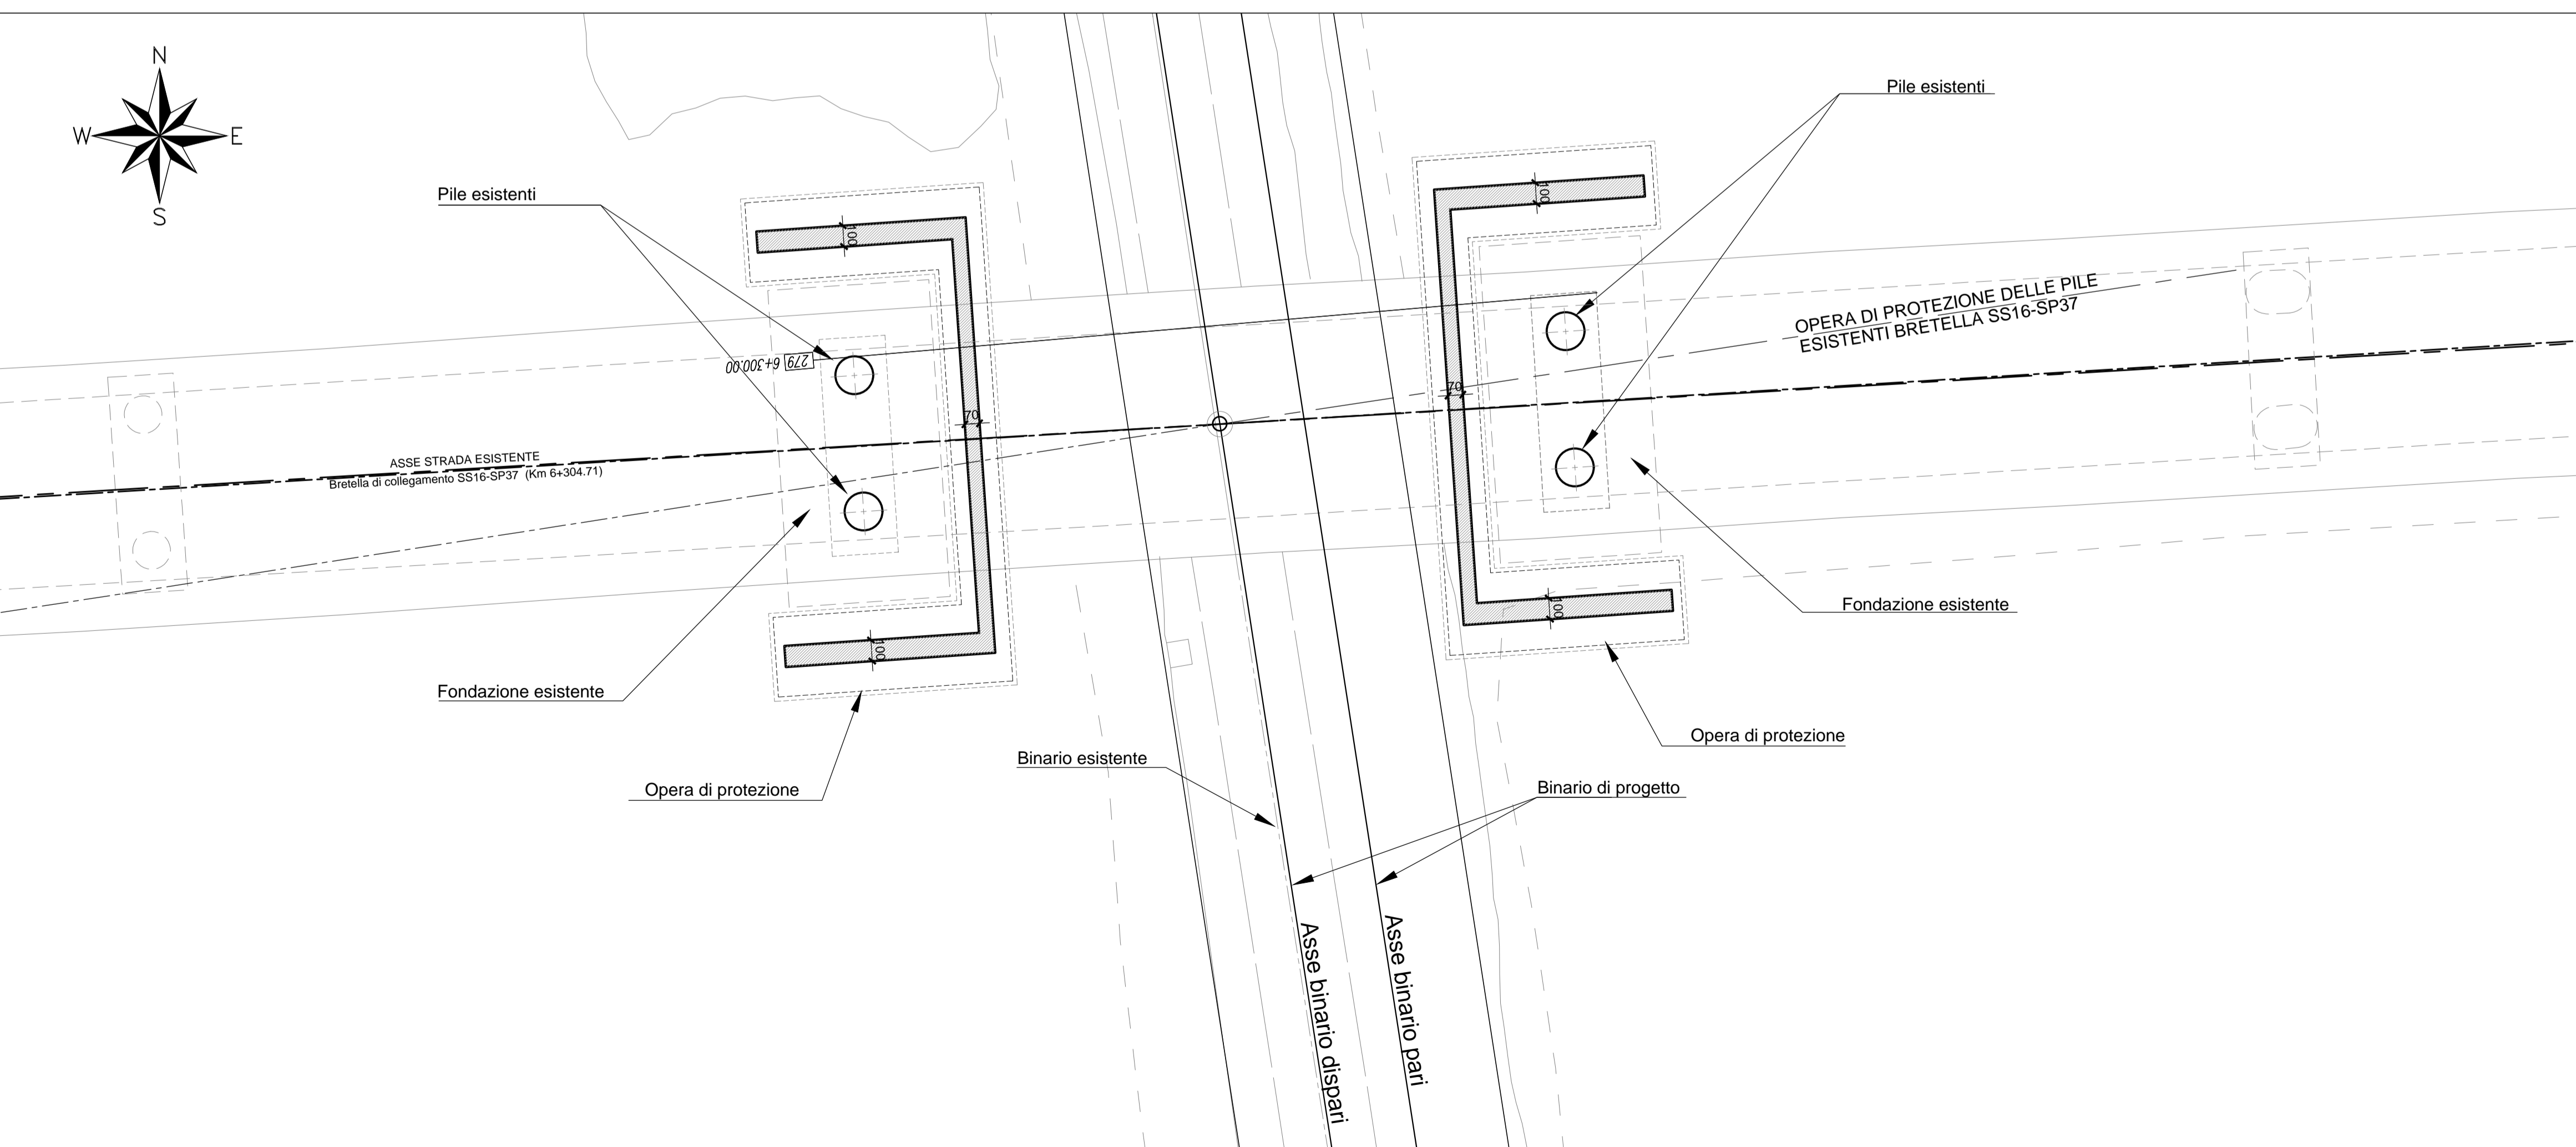 N
W
E
S
Pile esistenti
Pile esistenti
100
100
OPERA DI PROTEZIONE DELLE PILE
ESISTENTI BRETELLA SS16-SP37
279 6+300.00
70
70
ASSE STRADA ESISTENTE
Bretella di collegamento SS16-SP37 (Km 6+304.71)
100
100
Fondazione esistente
Fondazione esistente
Opera di protezione
Opera di protezione
Binario esistente
Binario di progetto
Asse binario dispari
Asse binario pari